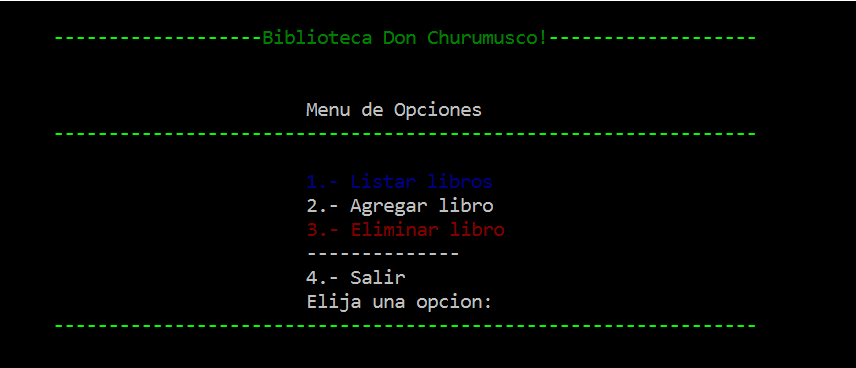 -------------------Biblioteca Don Churumusco!-------------------
Menu de Opciones
----------------------------------------------------------------
1.- Listar libros
2.- Agregar libro
3.- Eliminar libro
--------------
4.- Salir
Elija una opcion:
----------------------------------------------------------------